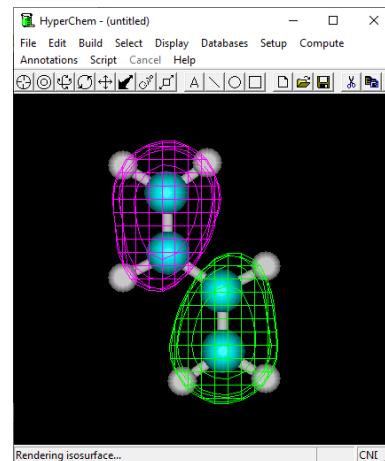 HyperChem - (untitled)
File Edit Build Select Display Databases Setup Compute
Annotations Script Cancel Help
A
Rendering isosurface...
CNI